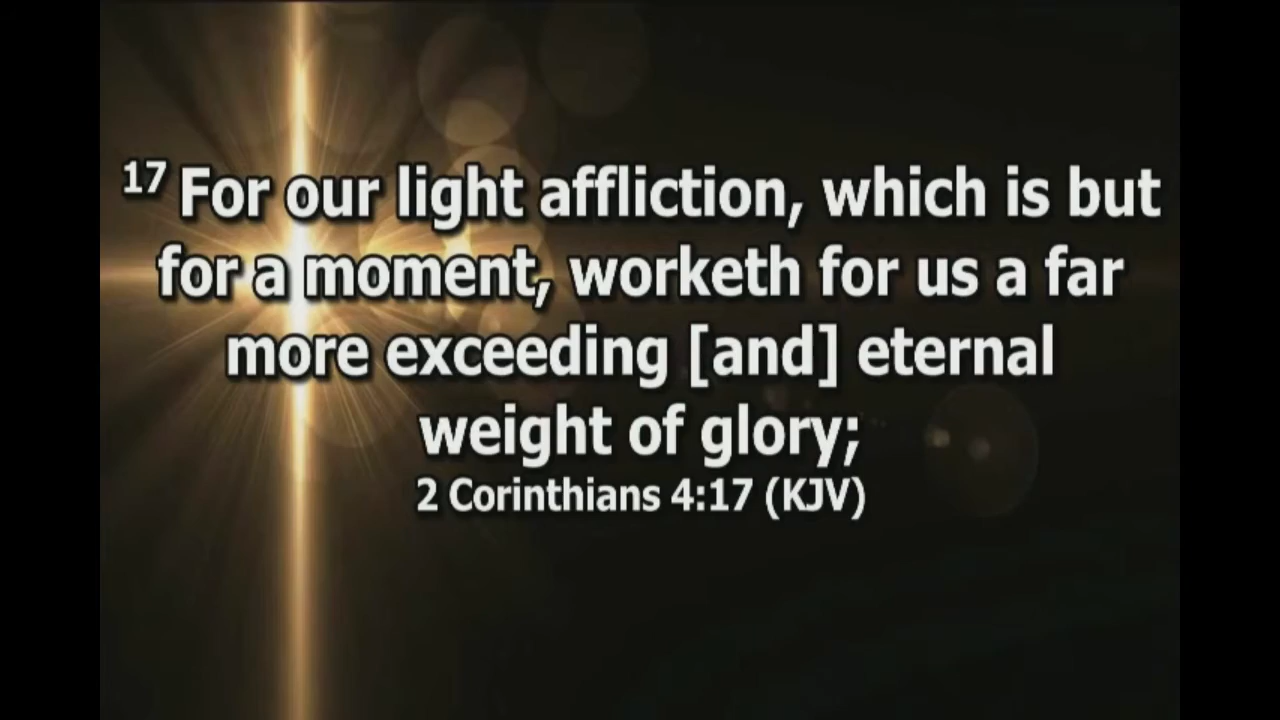 17 For our light affliction, which is but
for a moment, worketh for us a far
more exceeding [and] eternal
weight of glory;
2 Corinthians 4:17 (KJV)